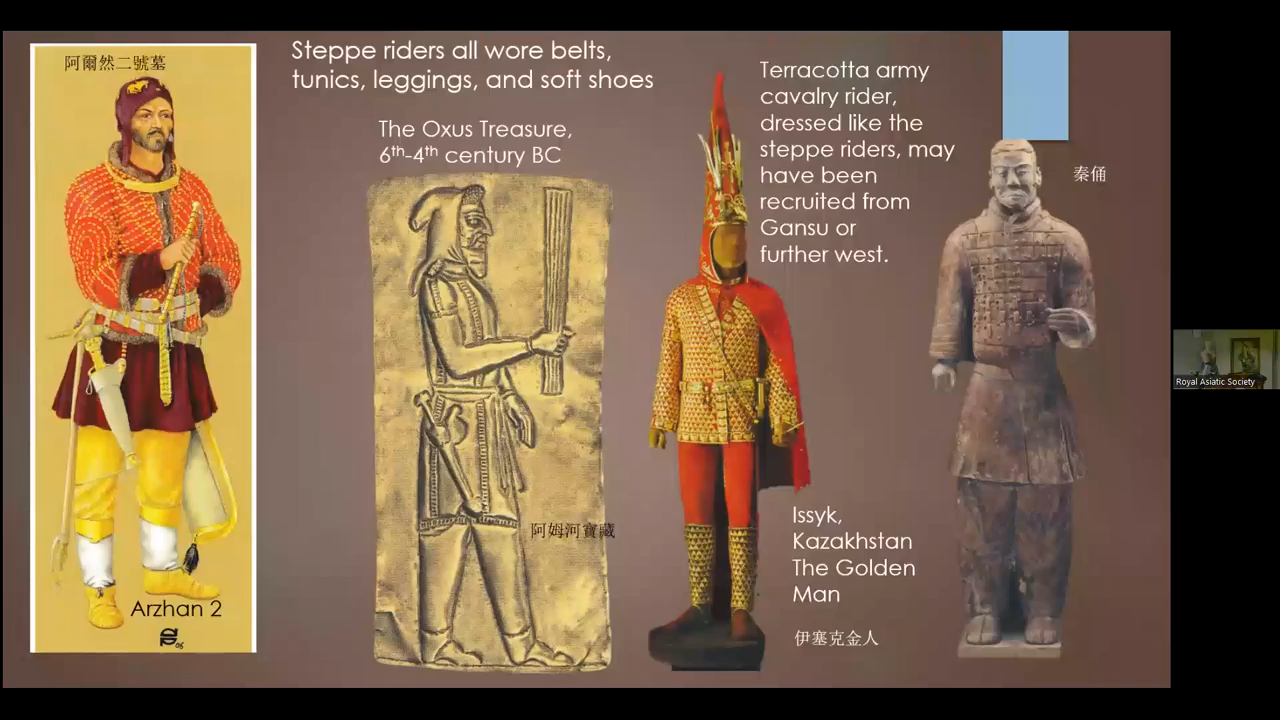 阿爾然二號墓
Arzhan 2
06
Steppe riders all wore belts,
tunics, leggings, and soft shoes
The Oxus Treasure,
6th-4th century BC
阿姆河寶藏
Terracotta army
cavalry rider,
dressed like the
steppe riders, may
have been
recruited from
Gansu or
further west.
秦俑
Issyk,
Kazakhstan
The Golden
Man
伊塞克金人
Royal Asiatic Society